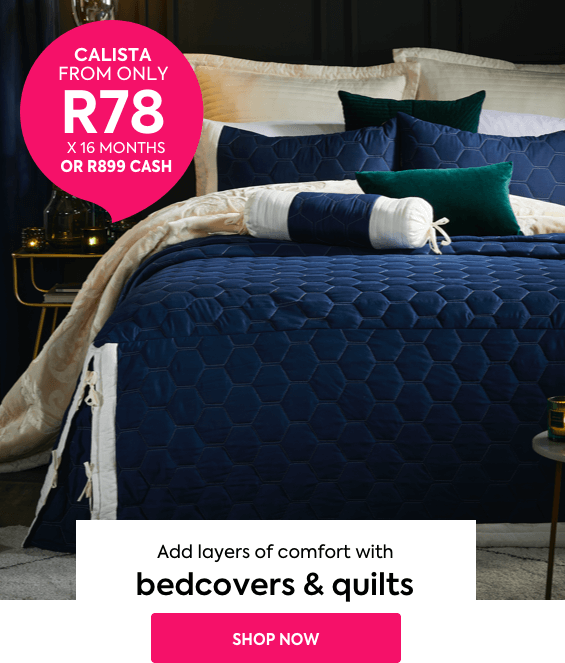 CALISTA
FROM ONLY
R78
X 16 MONTHS
OR R899 CASH
Add layers of comfort with
bedcovers & quilts
SHOP NOW